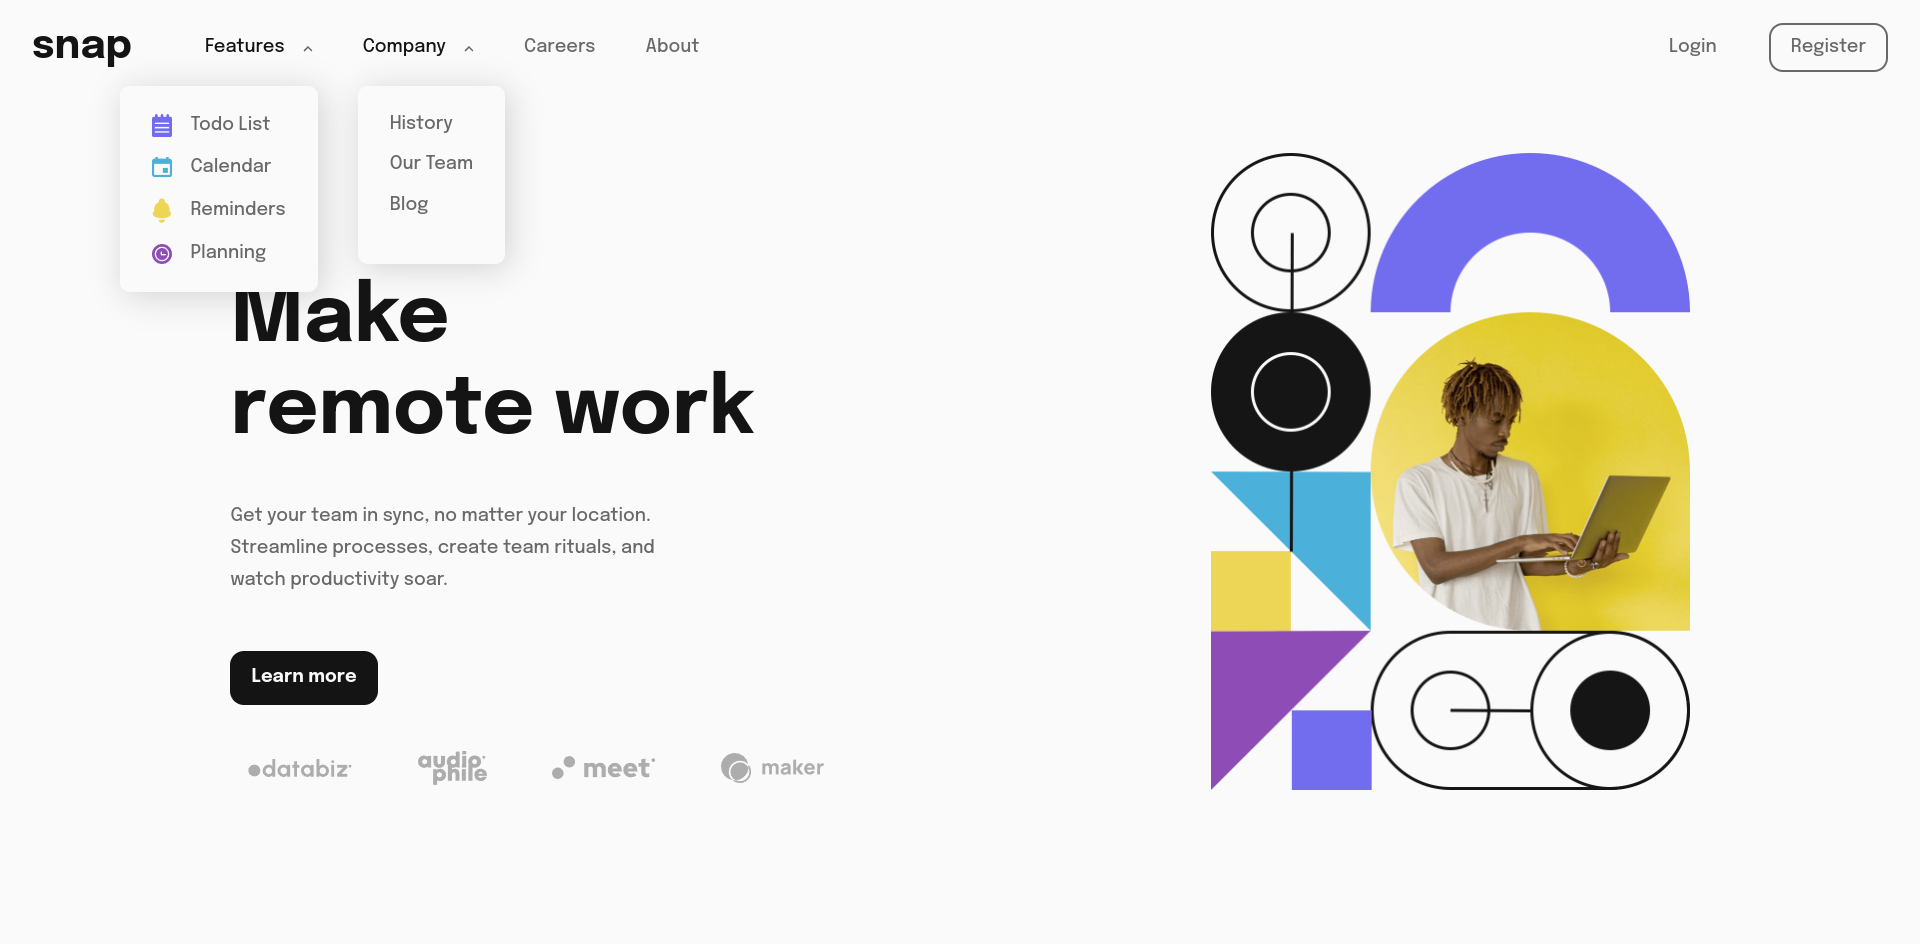 snap
Features
Company
Careers
About
Login
Register
Todo List
Calendar
Reminders
Planning
History
Our Team
Blog
Make
remote work
Get your team in sync, no matter your location.
Streamline processes, create team rituals, and
watch productivity soar.
Learn more
databiz
audio
phile
meet
maker